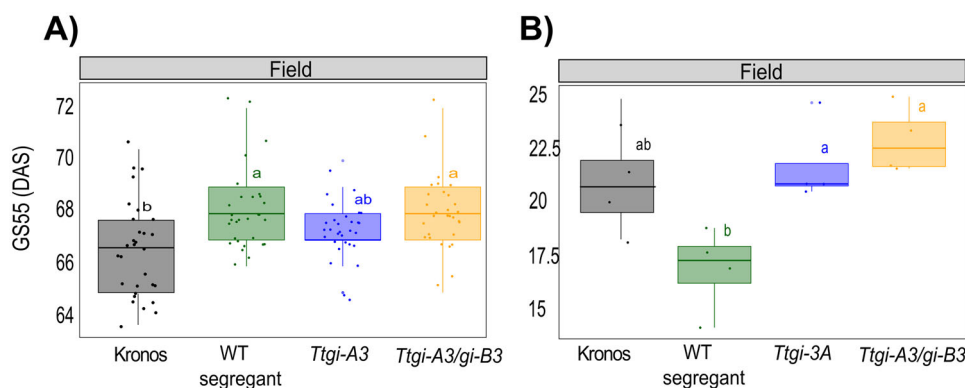 A)
Field
GS55 (DAS)
72
70
68
66
64
b
a
ab
a
Kronos
WT
segregant
Ttgi-A3
Ttgi-A3/gi-B3
B)
Field
25
22.5
20
17.5
15
ab
b
a
a
Kronos
WT
segregant
Ttgi-3A
Ttgi-A3/gi-B3